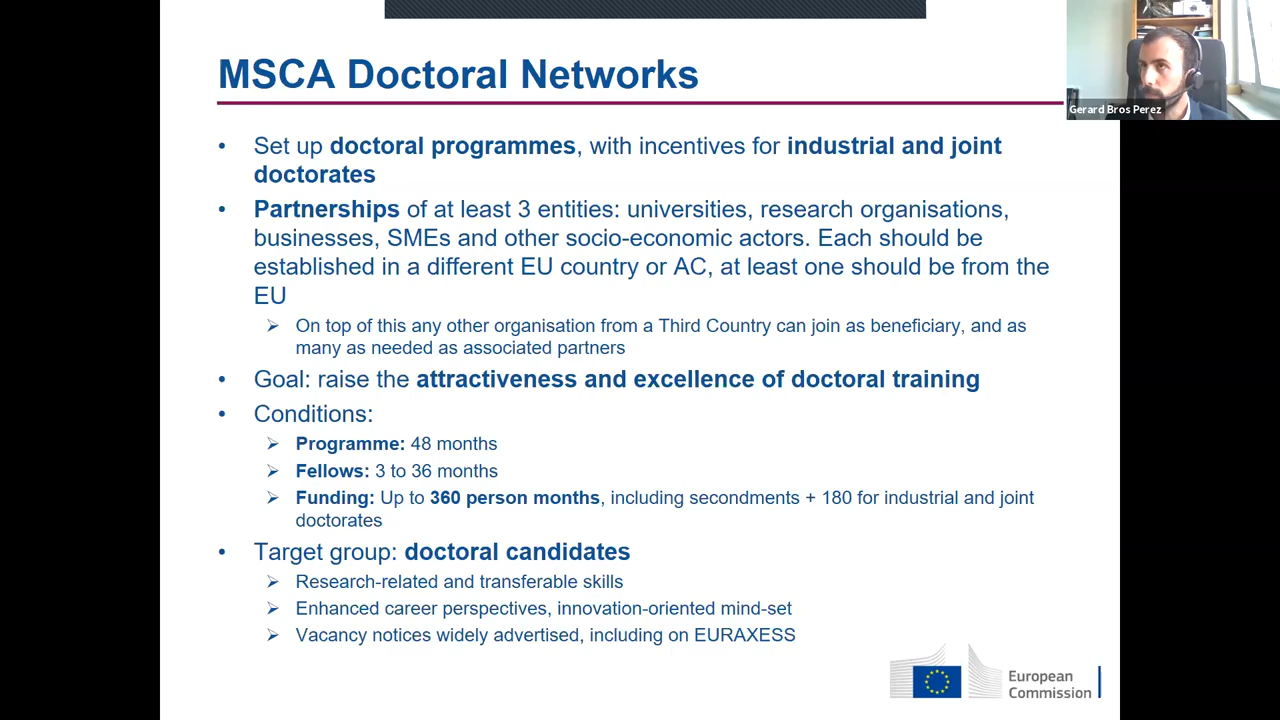 MSCA Doctoral Networks
Gerard Bros Perez
• Set up doctoral programmes, with incentives for industrial and joint
doctorates
• Partnerships of at least 3 entities: universities, research organisations,
businesses, SMEs and other socio-economic actors. Each should be
established in a different EU country or AC, at least one should be from the
EU
➢ On top of this any other organisation from a Third Country can join as beneficiary, and as
many as needed as associated partners
• Goal: raise the attractiveness and excellence of doctoral training
• Conditions:
➢ Programme: 48 months
➢ Fellows: 3 to 36 months
➢ Funding: Up to 360 person months, including secondments + 180 for industrial and joint
doctorates
• Target group: doctoral candidates
➢ Research-related and transferable skills
➢ Enhanced career perspectives, innovation-oriented mind-set
➢ Vacancy notices widely advertised, including on EURAXESS
European
Commission